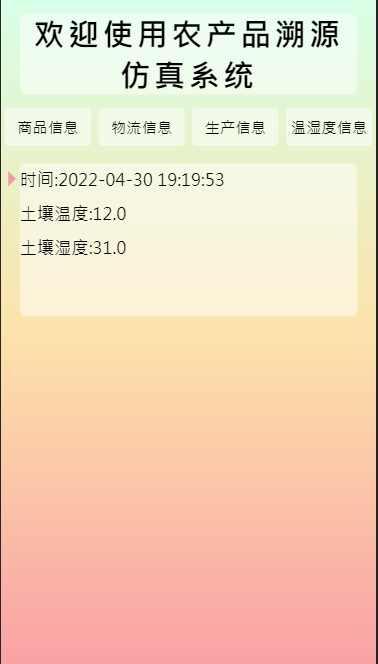 欢迎使用农产品溯源
仿真系统
商品信息 物流信息 生产信息 温湿度信息
时间:2022-04-30 19:19:53
土壤温度:12.0
土壤湿度:31.0